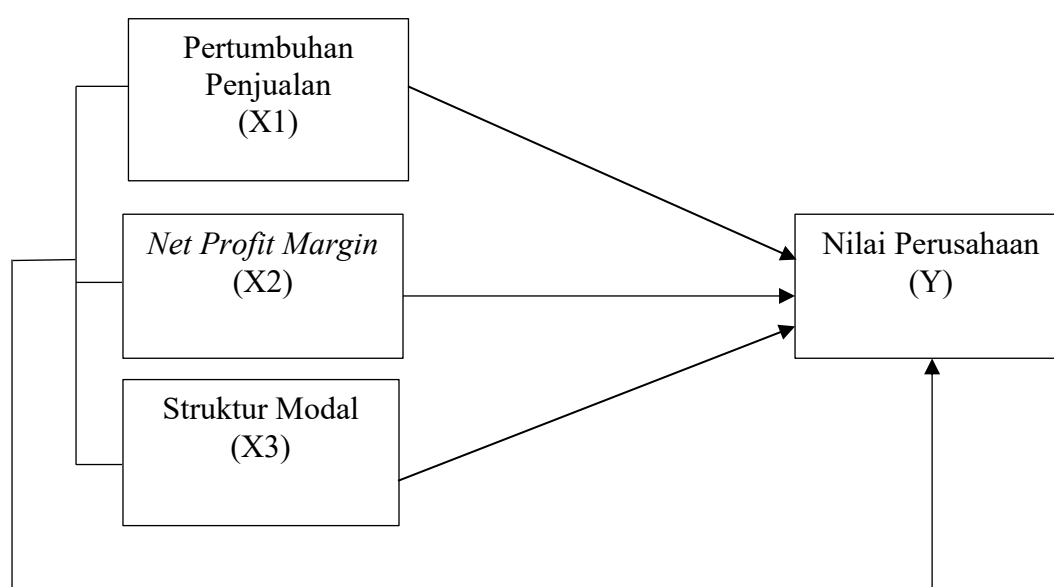 Pertumbuhan
Penjualan
(X1)
Net Profit Margin
(X2)
Struktur Modal
(X3)
Nilai Perusahaan
(Y)